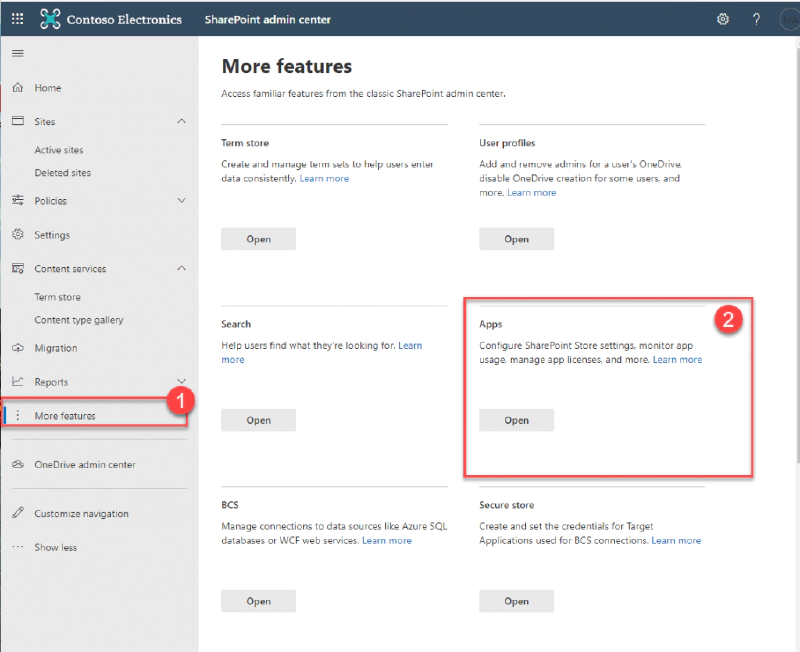 Contoso Electronics SharePoint admin center ?
Home
Sites
Active sites
Deleted sites
Policies
Settings
Content services
Term store
Content type gallery
Migration
Reports
More features
1
OneDrive admin center
Customize navigation
Show less
More features
Access familiar features from the classic SharePoint admin center.
Term store
Create and manage term sets to help users enter
data consistently. Learn more
Open
User profiles
Add and remove admins for a user's OneDrive,
disable OneDrive creation for some users, and
more. Learn more
Open
Search
Help users find what they're looking for. Learn
more
Open
Apps
2
Configure SharePoint Store settings, monitor app
usage, manage app licenses, and more. Learn more
Open
BCS
Manage connections to data sources like Azure SQL
databases or WCF web services. Learn more
Open
Secure store
Create and set the credentials for Target
Applications used for BCS connections. Learn more
Open